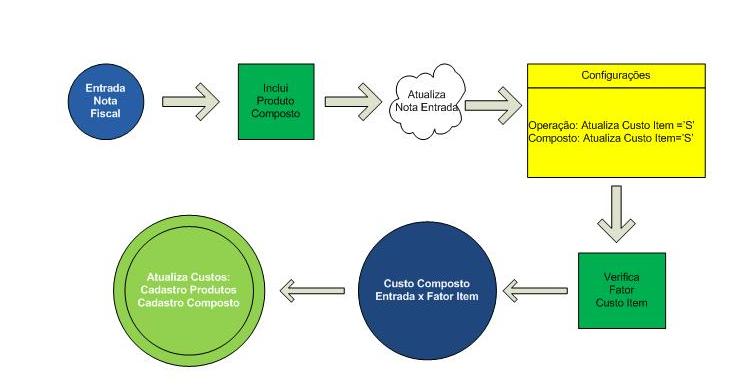 Entrada
Nota
Fiscal
Inclui
Produto
Composto
Atualiza
Nota Entrada
Configurações
Operação: Atualiza Custo Item ='S'
Composto: Atualiza Custo Item='S'
Verifica
Fator
Custo Item
Custo Composto
Entrada x Fator Item
Atualiza Custos:
Cadastro Produtos
Cadastro Composto